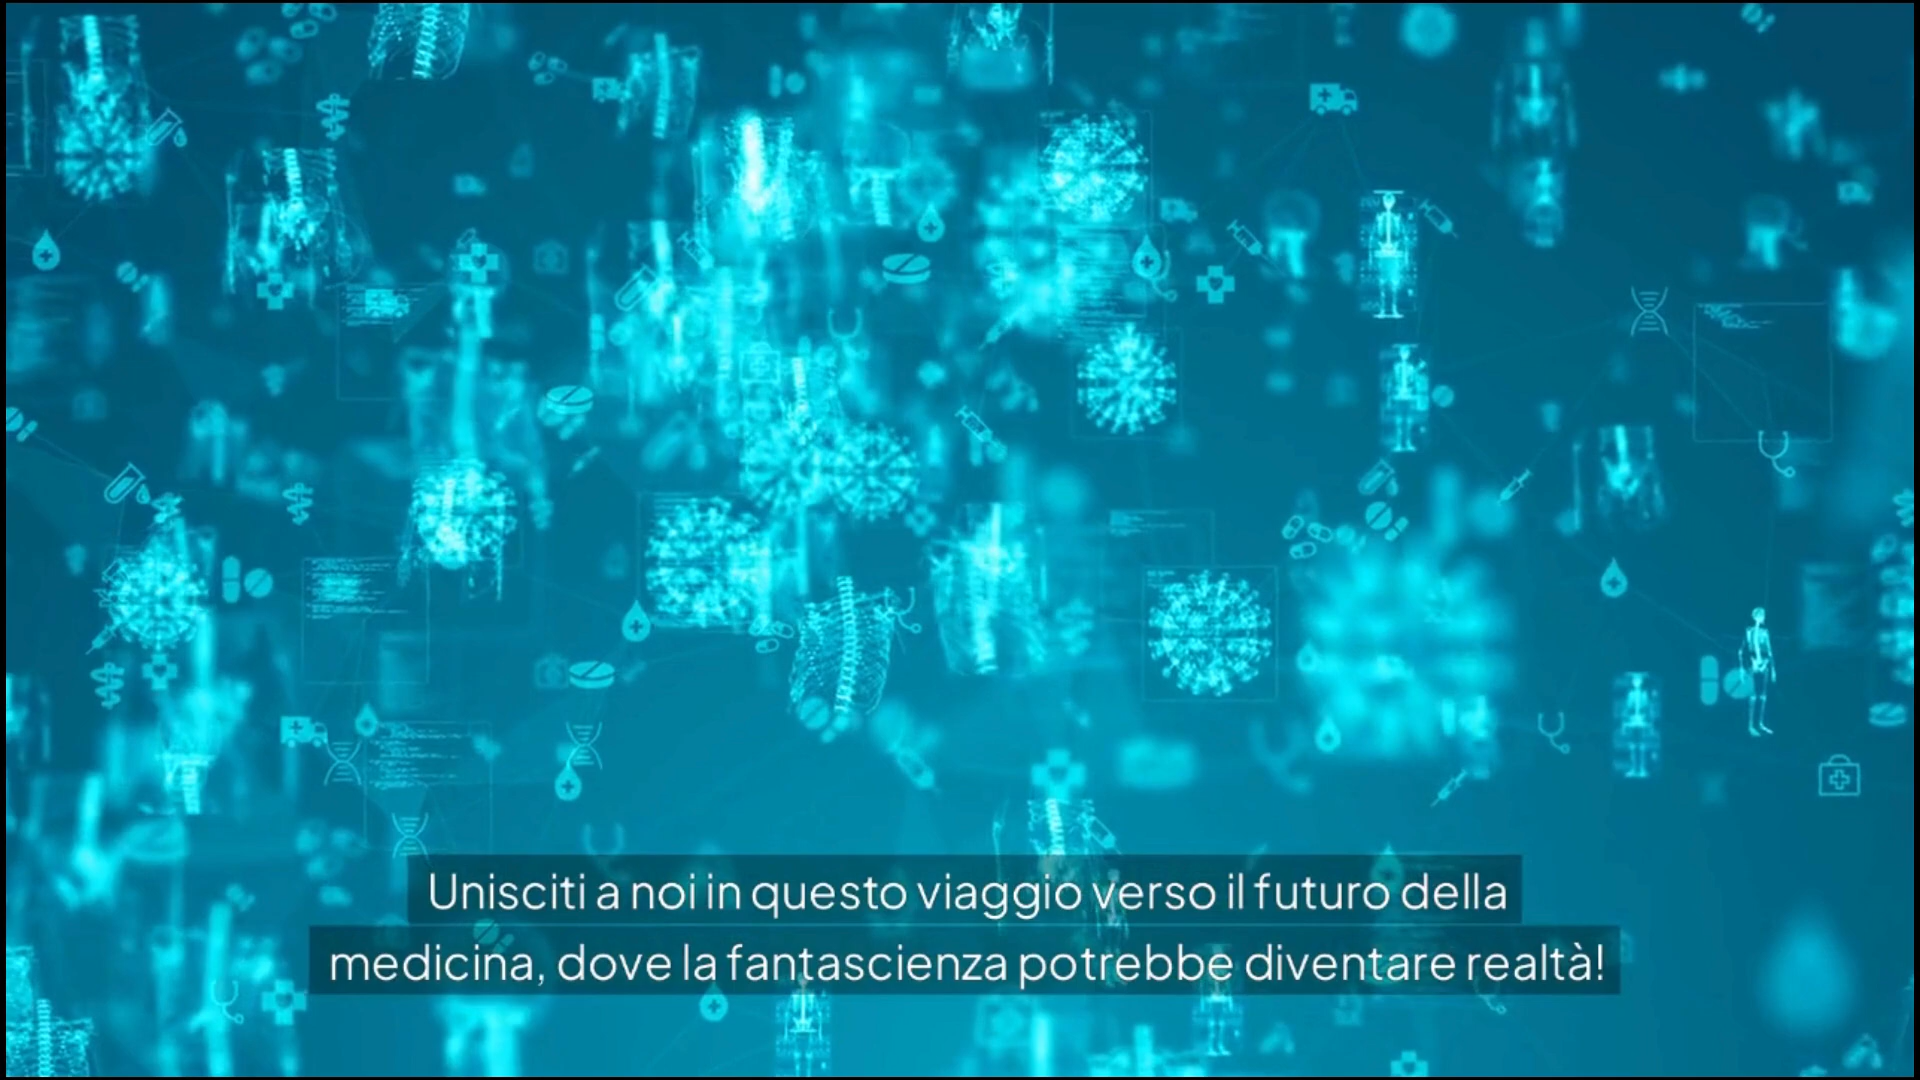 Unisciti a noi in questo viaggio verso il futuro della
medicina, dove la fantascienza potrebbe diventare realtà!